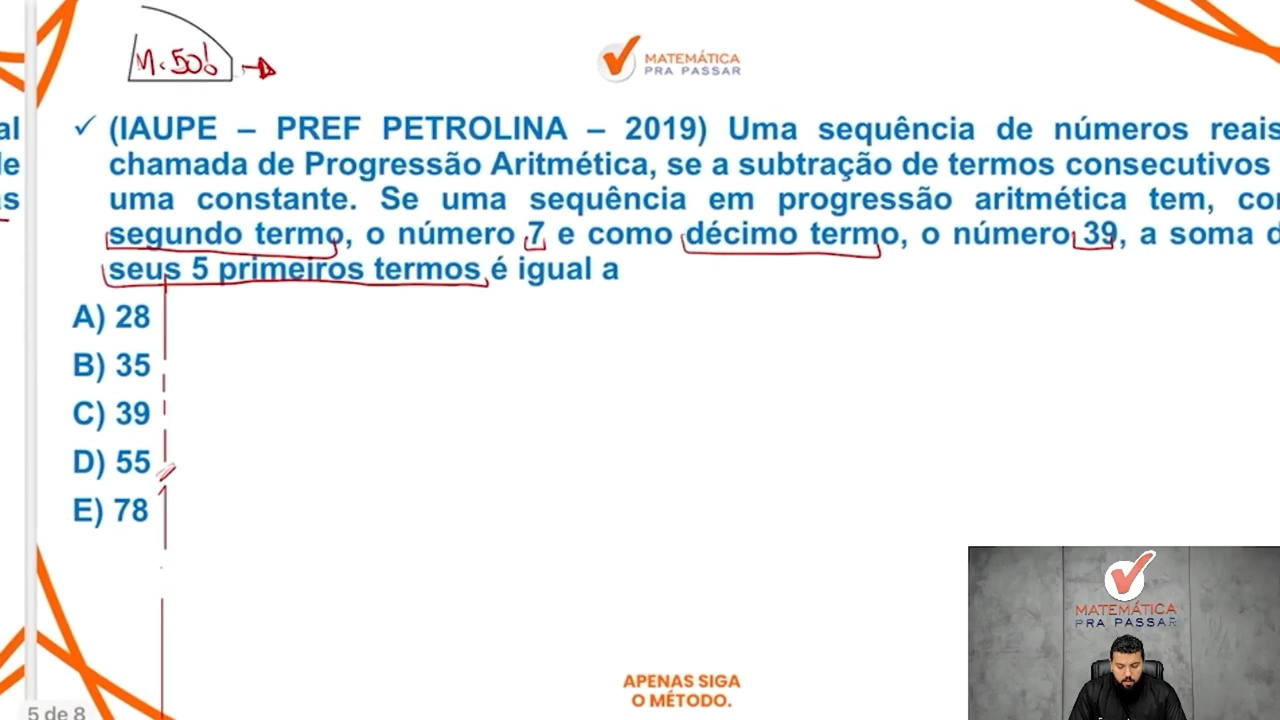 M.50!
MATEMÁTICA
PRA PASSAR
al
✓ (IAUPE – PREF PETROLINA – 2019) Uma sequência de números reais
chamada de Progressão Aritmética, se a subtração de termos consecutivos
as
uma constante. Se uma sequência em progressão aritmética tem, co
segundo termo, o número 7 e como décimo termo, o número 39, a soma d
seus 5 primeiros termos é igual a
A) 28
B) 35
C) 39
D) 55
E) 78
MATEMÁTICA
PRA PASSAR
APENAS SIGA
O MÉTODO.
5 de 8